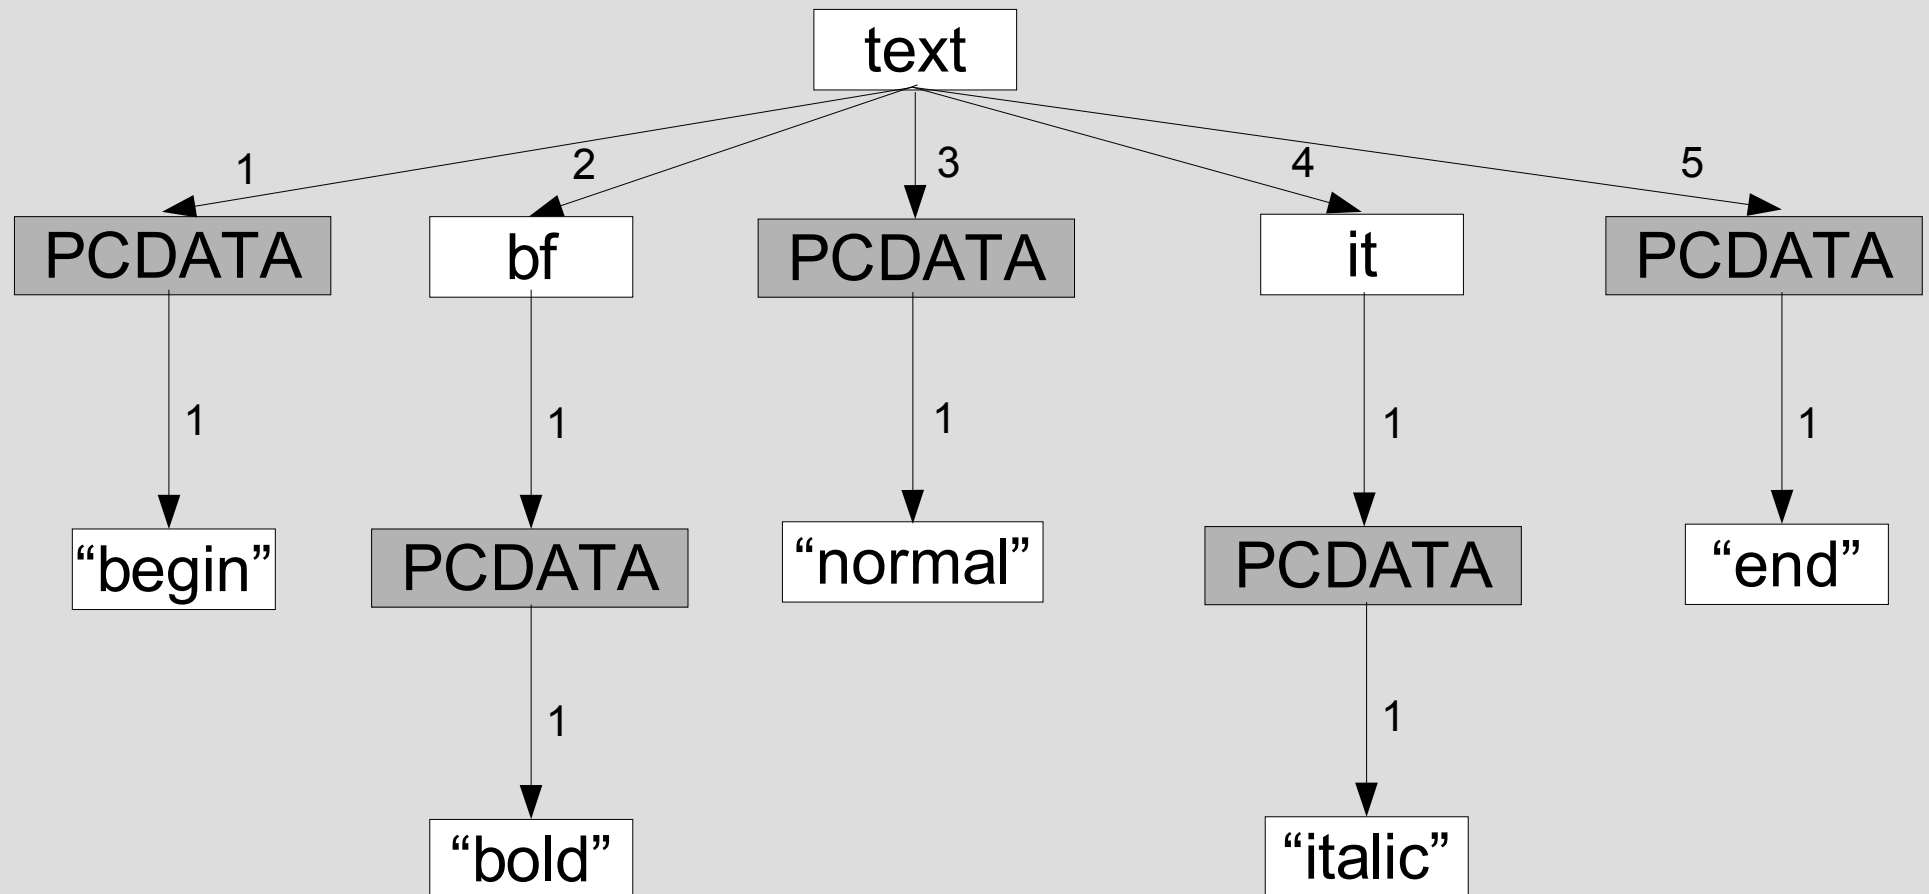 text
1
2
3
4
5
PCDATA
bf
PCDATA
it
PCDATA
1
1
1
1
1
“begin”
PCDATA
“normal”
PCDATA
“end”
1
1
“bold”
“italic”